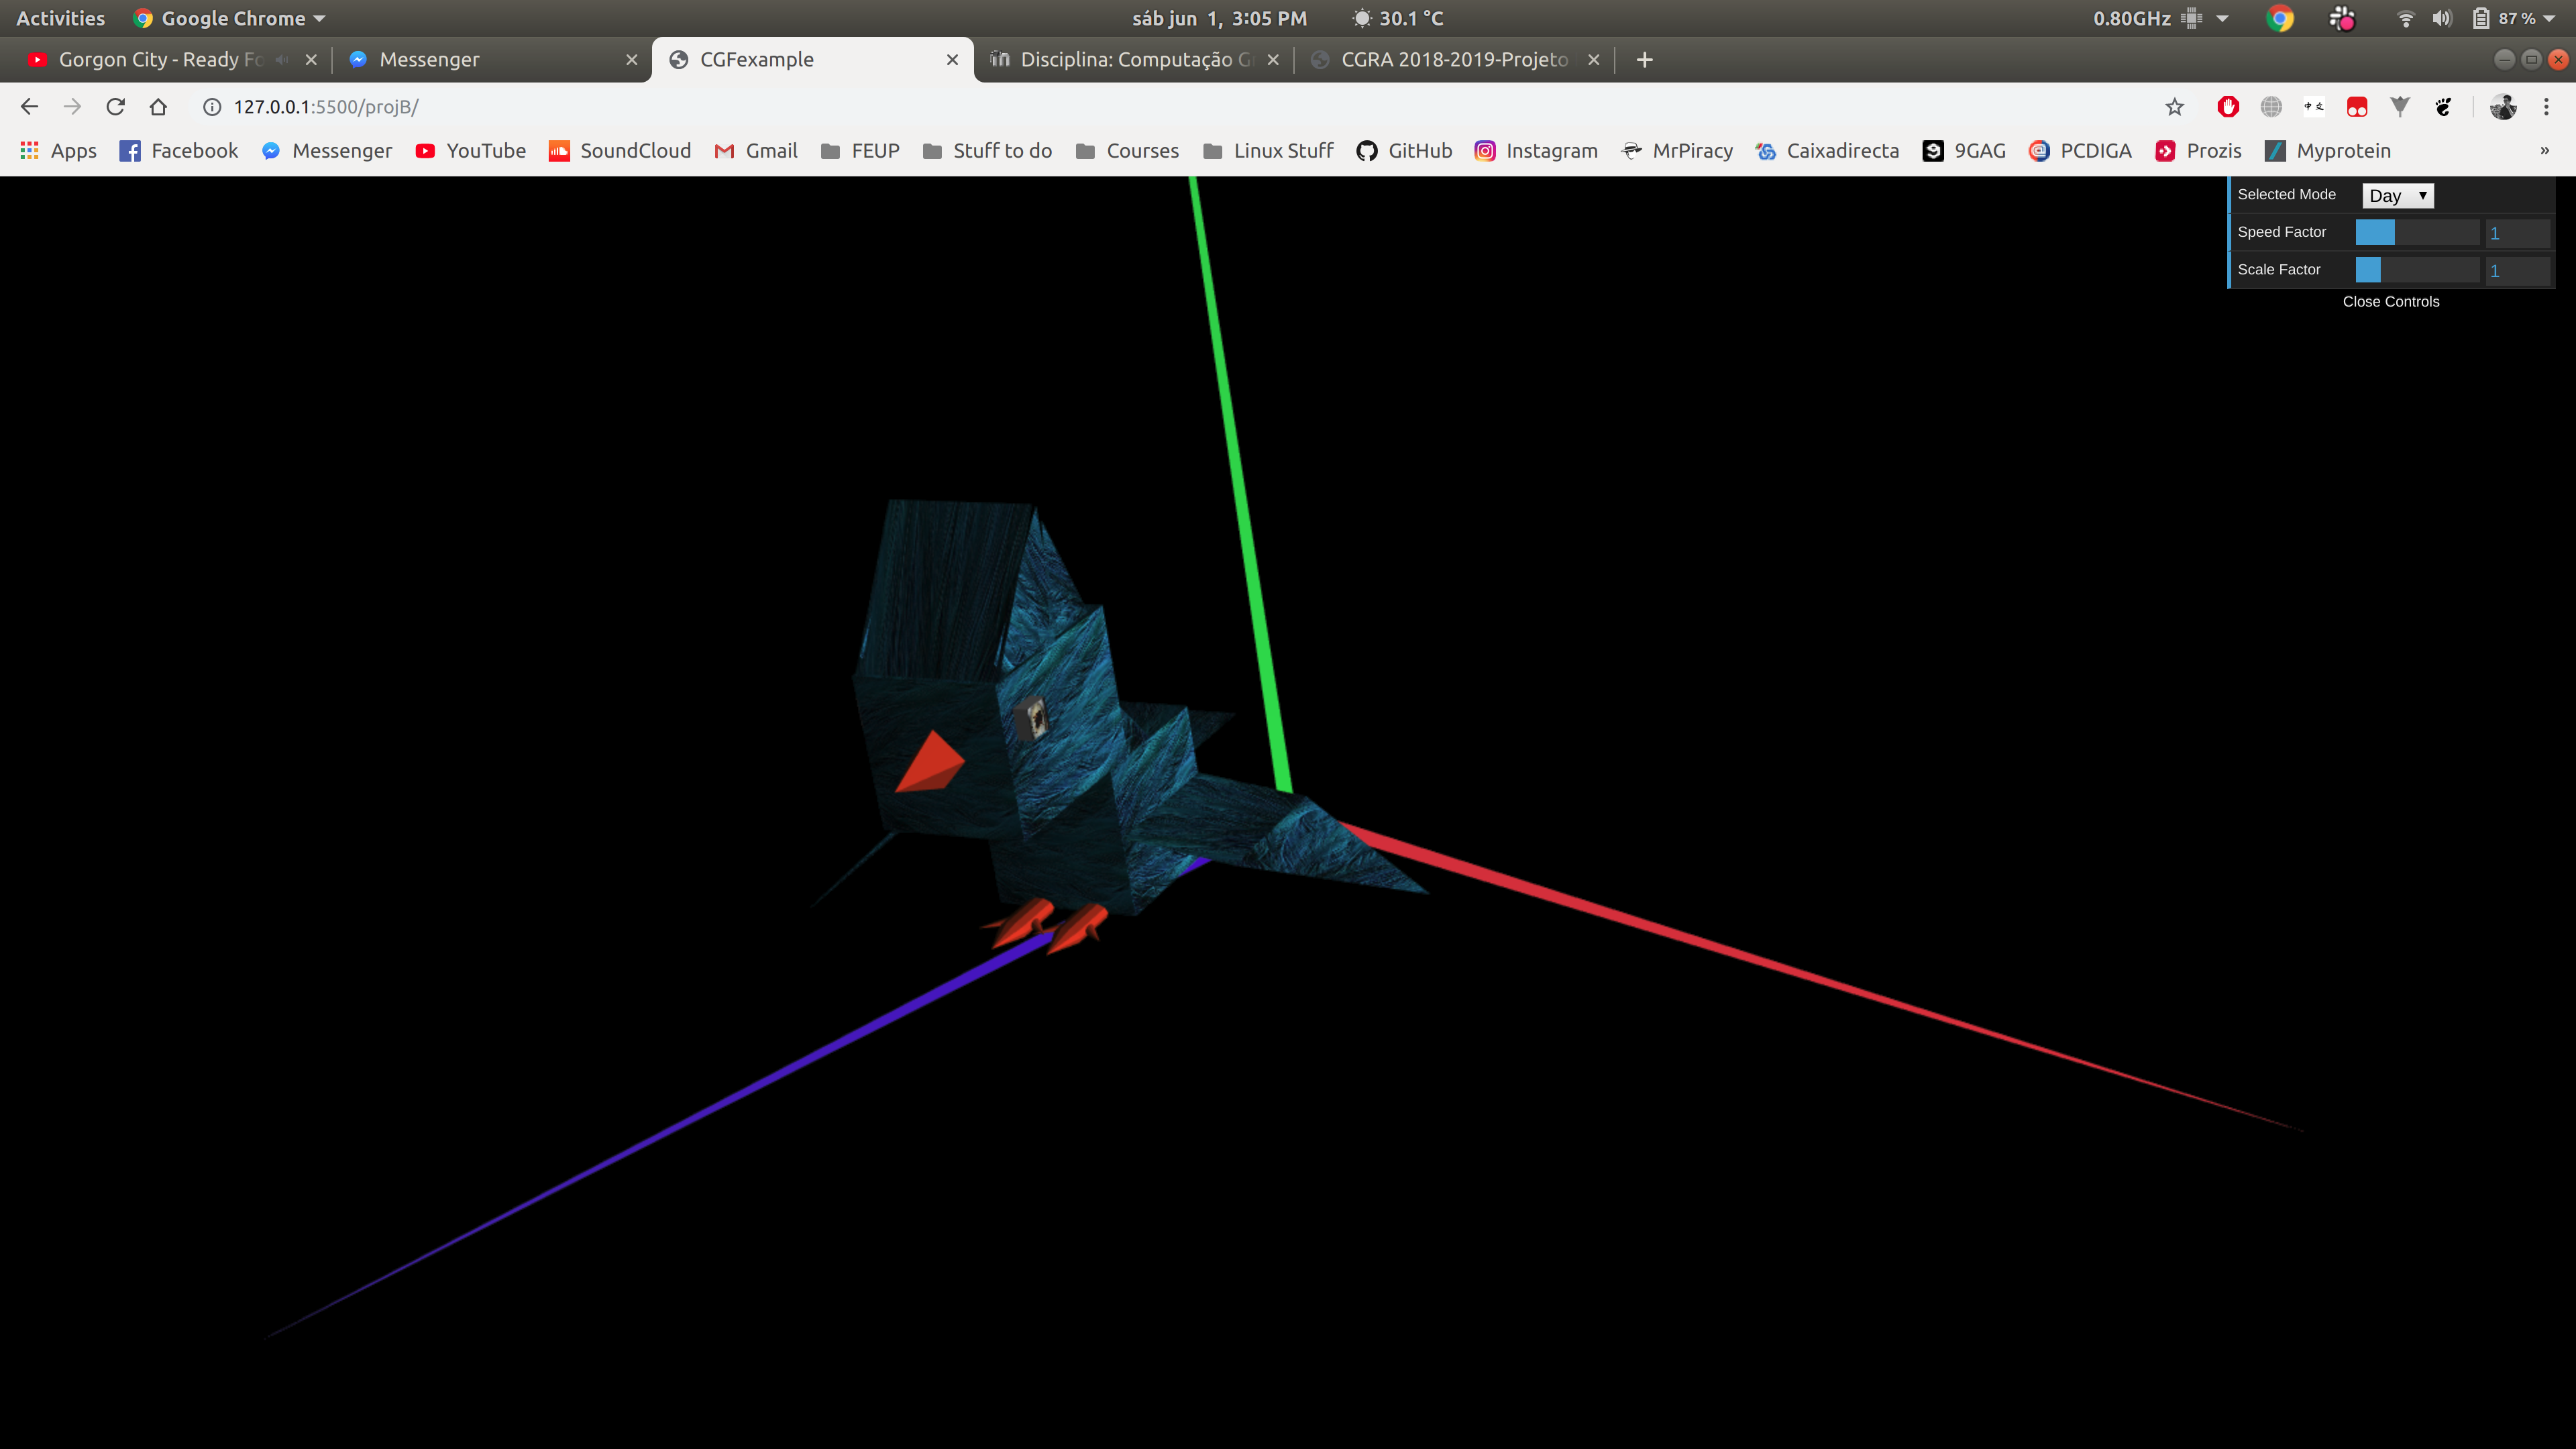 Activities Google Chrome sáb jun 1, 3:05 PM 30.1 °C 0.80GHz 87 %
Gorgon City - Ready Fo Messenger CGFexample Disciplina: Computação G CGRA 2018-2019-Projeto
127.0.0.1:5500/projB/
Apps Facebook Messenger YouTube SoundCloud Gmail FEUP Stuff to do Courses Linux Stuff GitHub Instagram MrPiracy Caixadirecta 9GAG PCDIGA Prozis Myprotein »
Selected Mode Day
Speed Factor 1
Scale Factor 1
Close Controls